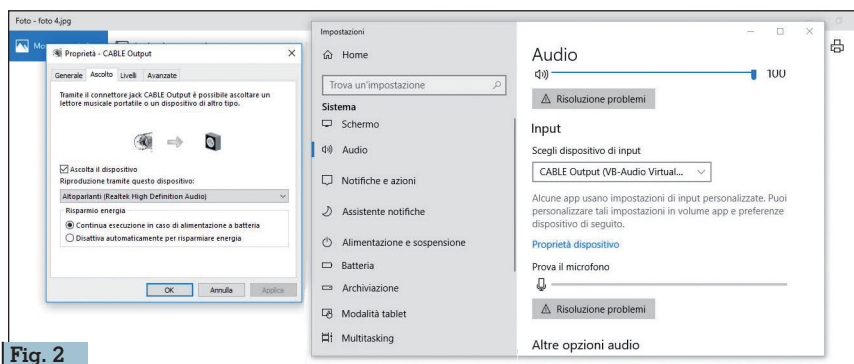 Foto - foto 4.jpg
Proprietà - CABLE Output
Generale Ascolto Livelli Avanzate
Tramite il connettore jack CABLE Output è possibile ascoltare un
lettore musicale portatile o un dispositivo di altro tipo.
Ascolta il dispositivo
Riproduzione tramite questo dispositivo:
Altoparlanti (Realtek High Definition Audio)
Risparmio energia
Continua esecuzione in caso di alimentazione a batteria
Disattiva automaticamente per risparmiare energia
OK Annulla Applica
Impostazioni
Home
Trova un'impostazione
Sistema
Schermo
Audio
Notifiche e azioni
Assistente notifiche
Alimentazione e sospensione
Batteria
Archiviazione
Modalità tablet
Multitasking
Audio
100
Risoluzione problemi
Input
Scegli dispositivo di input
CABLE Output (VB-Audio Virtual...
Alcune app usano impostazioni di input personalizzate. Puoi
personalizzare tali impostazioni in volume app e preferenze
dispositivo di seguito.
Proprietà dispositivo
Prova il microfono
Risoluzione problemi
Altre opzioni audio
Fig. 2